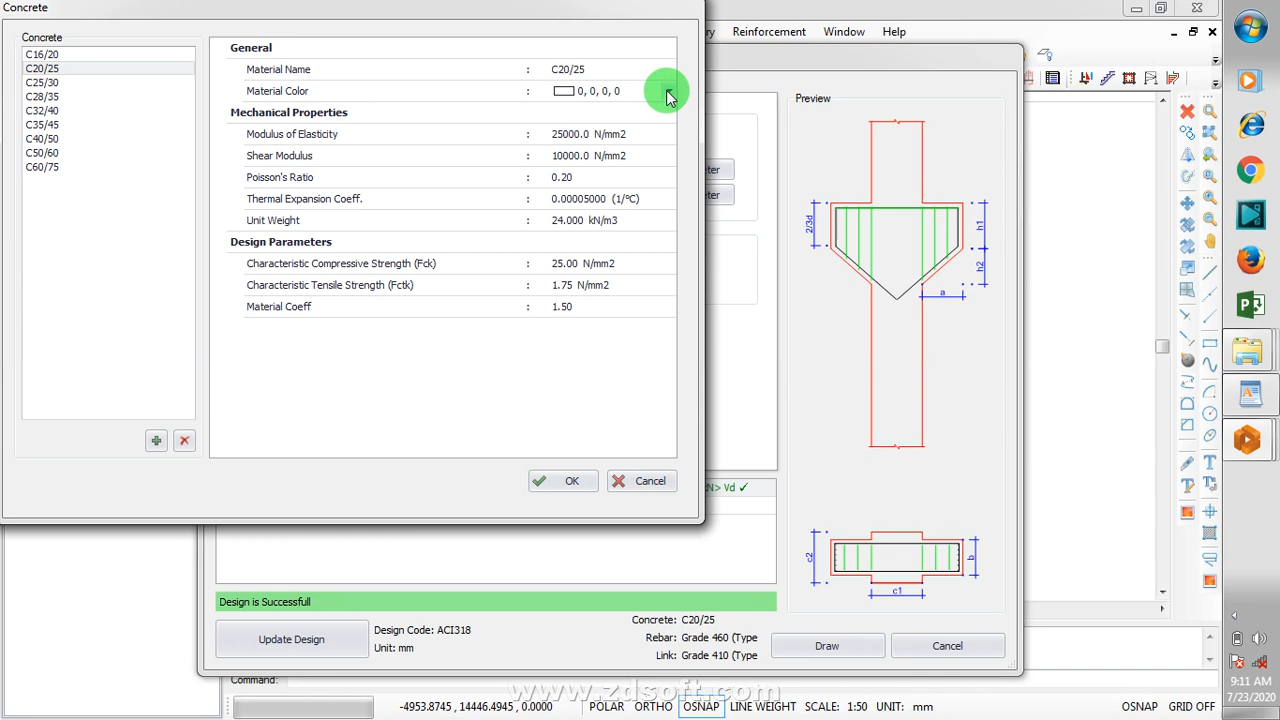 Concrete
ry Reinforcement Window Help
Concrete
C16/20
C20/25
C25/30
C28/35
C32/40
C35/45
C40/50
C50/60
C60/75
General
Material Name : C20/25
Material Color : 0, 0, 0, 0
Mechanical Properties
Modulus of Elasticity : 25000.0 N/mm2
Shear Modulus : 10000.0 N/mm2
Poisson's Ratio : 0.20
Thermal Expansion Coeff. : 0.00005000 (1/°C)
Unit Weight : 24.000 kN/m3
Design Parameters
Characteristic Compressive Strength (Fck) : 25.00 N/mm2
Characteristic Tensile Strength (Fctk) : 1.75 N/mm2
Material Coeff : 1.50
OK Cancel
ter
ter
N> Vd ✓
Preview
2/3d
h1
h2
a
c2
b
c1
Design is Successfull
Update Design
Design Code: ACI318
Unit: mm
Concrete: C20/25
Rebar: Grade 460 (Type
Link: Grade 410 (Type
Draw Cancel
Command:
www.zdsoft.com
-4953.8745, 14446.4945, 0.0000 POLAR ORTHO OSNAP LINE WEIGHT SCALE: 1:50 UNIT: mm OSNAP GRID OFF
9:11 AM
7/23/2020